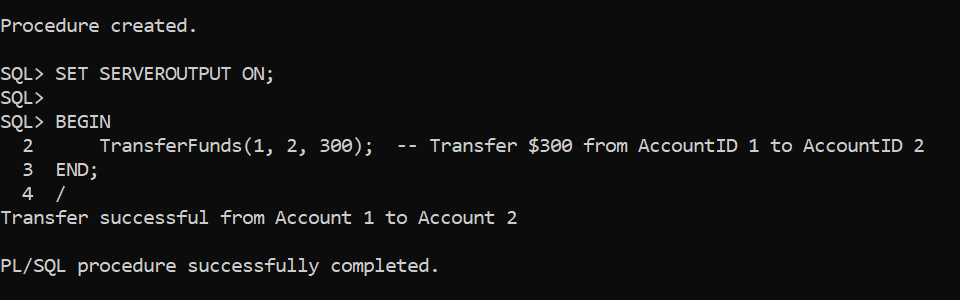 Procedure created.
SQL> SET SERVEROUTPUT ON;
SQL>
SQL> BEGIN
  2      TransferFunds(1, 2, 300);  -- Transfer $300 from AccountID 1 to AccountID 2
  3  END;
  4  /
Transfer successful from Account 1 to Account 2
PL/SQL procedure successfully completed.